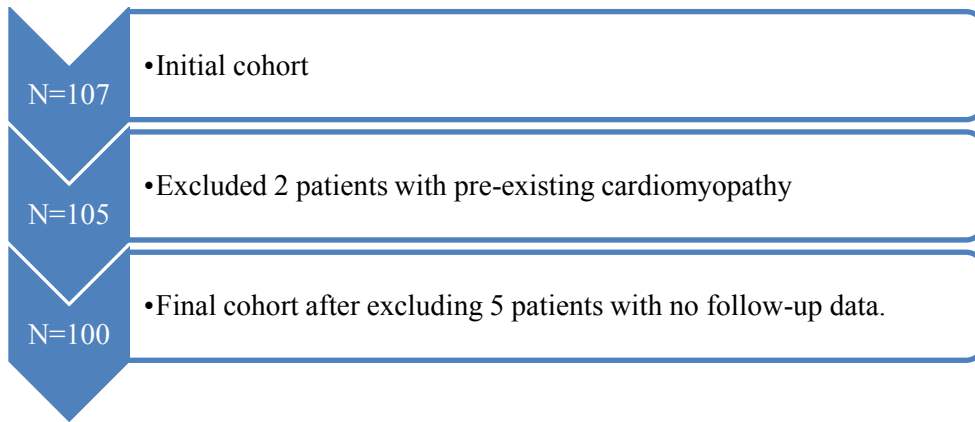 N=107
•Initial cohort
N=105
•Excluded 2 patients with pre-existing cardiomyopathy
N=100
•Final cohort after excluding 5 patients with no follow-up data.